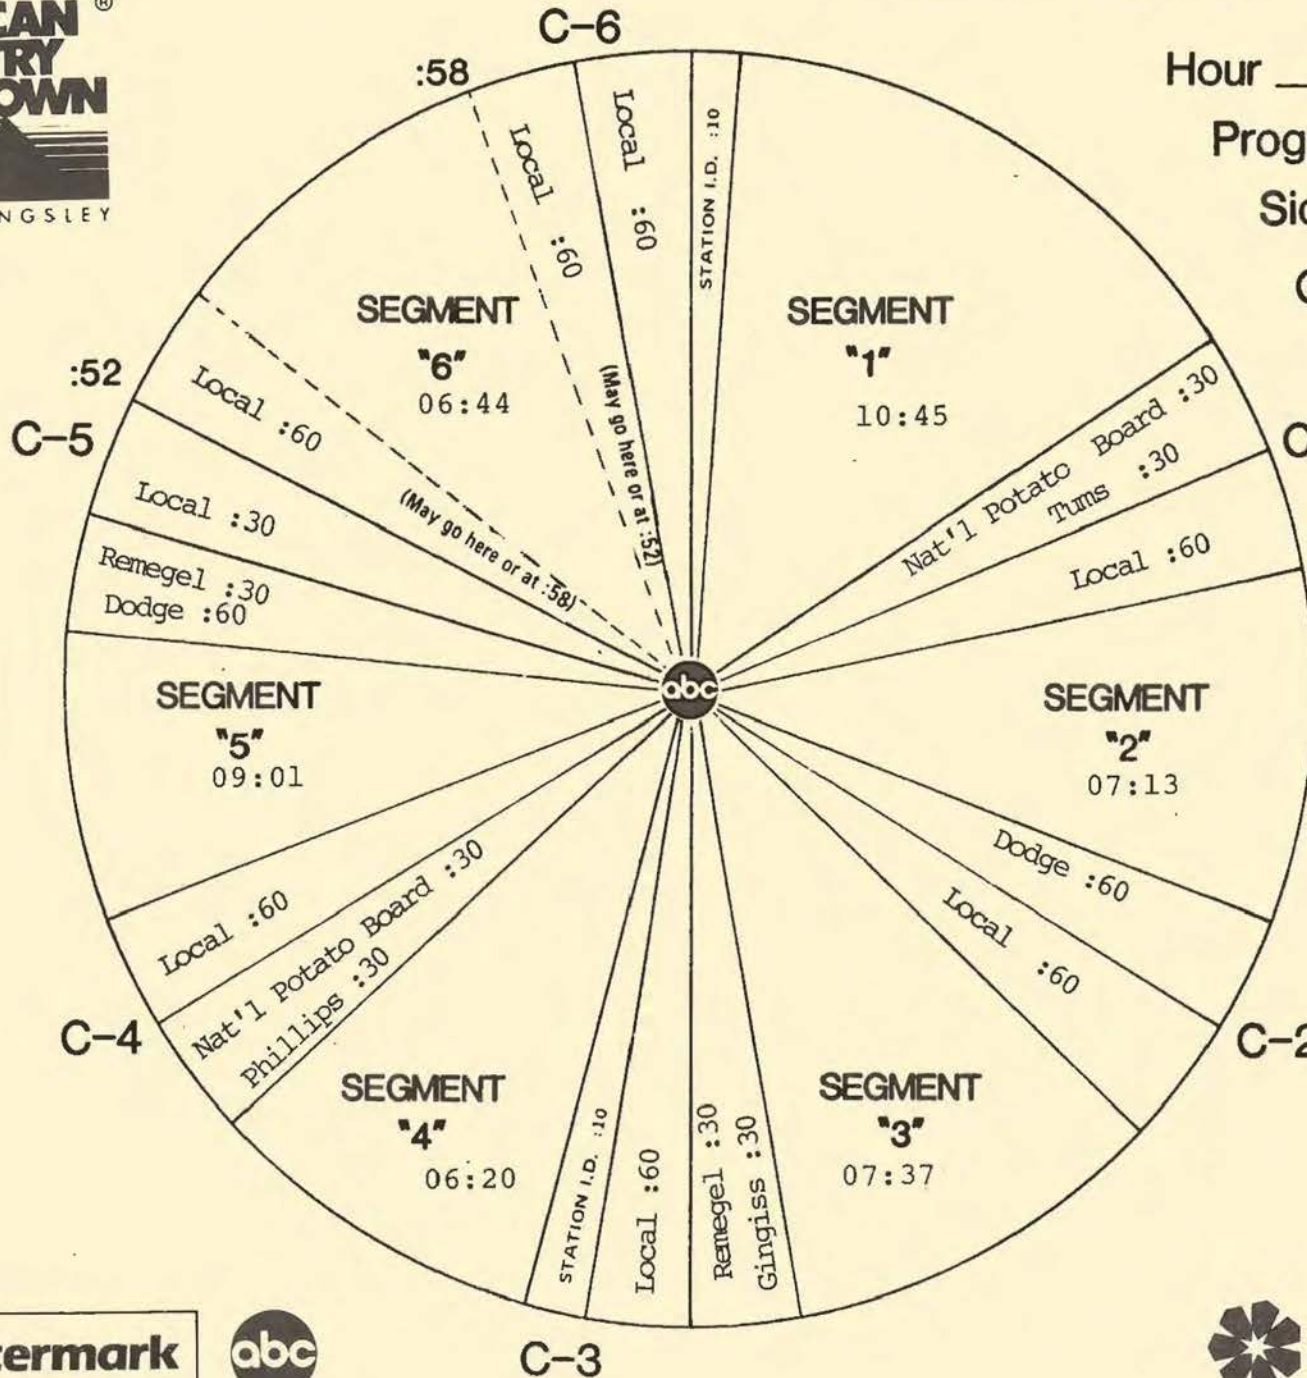 ®
C-6
:58
Hour
Local :60
Local :60
STATION I.D. :10
NGSLEY
SEGMENT
"6"
06:44
SEGMENT
"1"
10:45
(May go here or at :52)
:52
C-5
Local :60
(May go here or at :58)
Local :30
Remegel :30
Dodge :60
Nat'l Potato Board :30
Tums :30
Local :60
abc
SEGMENT
"5"
09:01
SEGMENT
"2"
07:13
Dodge :60
Local :60
C-2
Local :60
Nat'l Potato Board :30
Phillips :30
C-4
SEGMENT
"4"
06:20
STATION I.D. :10
Local :60
Remegel :30
Gingiss :30
SEGMENT
"3"
07:37
C-3
termark
abc